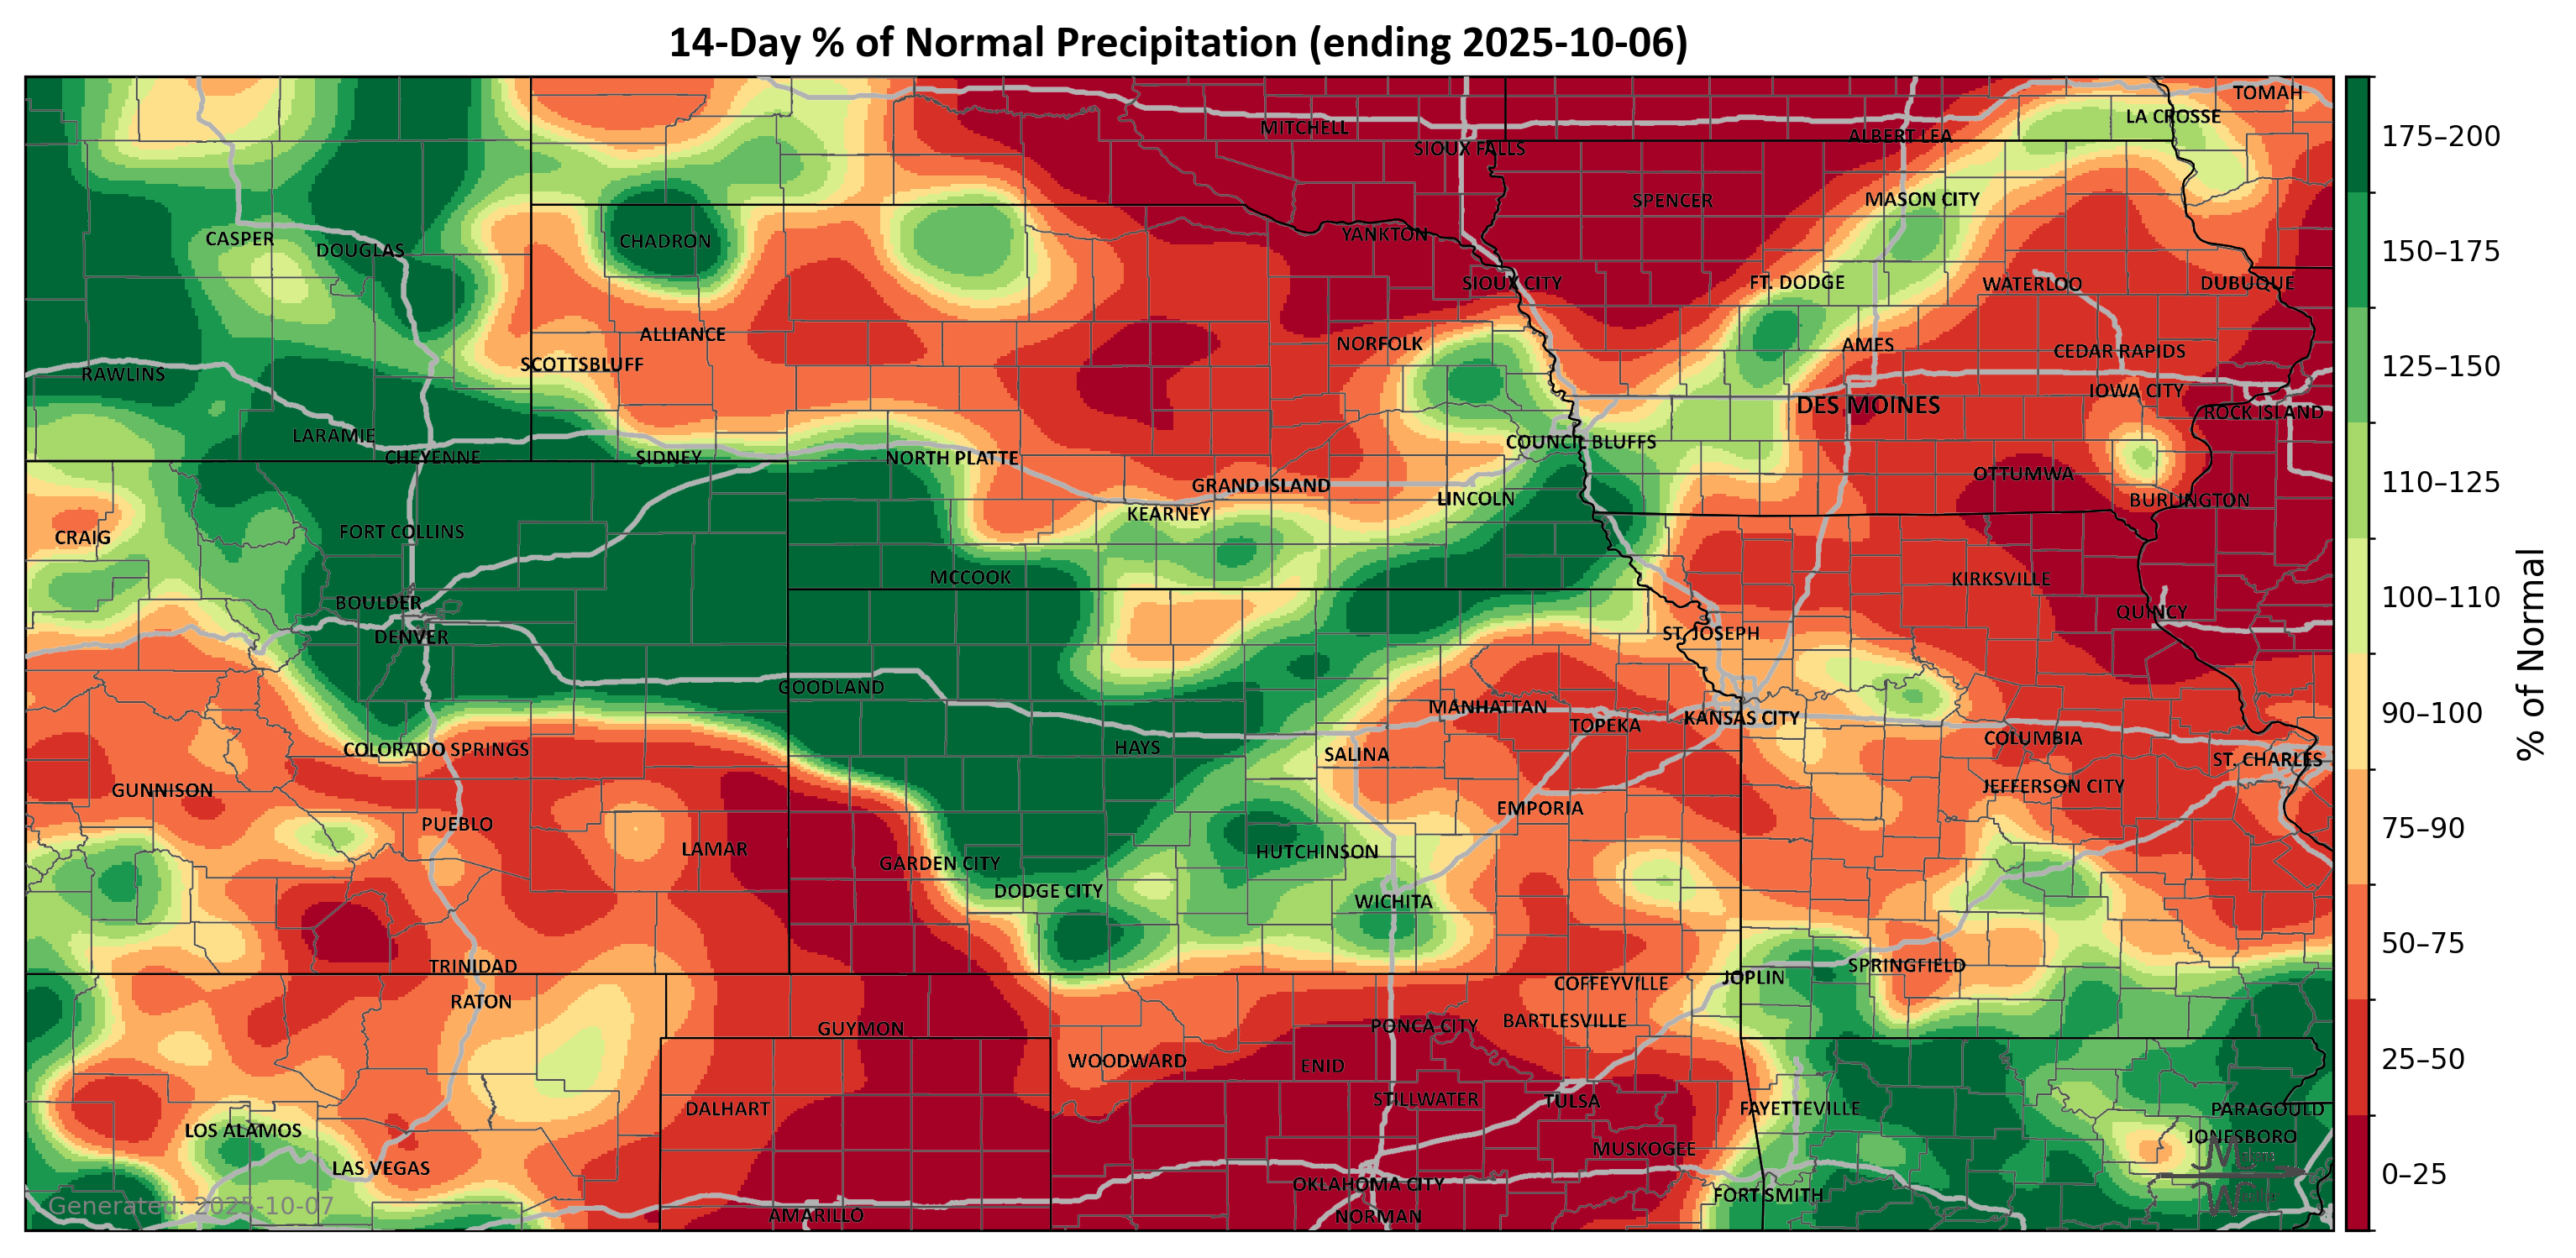 14-Day % of Normal Precipitation (ending 2025-10-06)
TOMAH
LA CROSSE
MITCHELL
ALBERT LEA
SIOUX FALLS
SPENCER
MASON CITY
YANKTON
CASPER
DOUGLAS
CHADRON
SIOUX CITY
FT. DODGE
WATERLOO
DUBUQUE
ALLIANCE
NORFOLK
AMES
CEDAR RAPIDS
SCOTTSBLUFF
RAWLINS
IOWA CITY
DES MOINES
ROCK ISLAND
LARAMIE
COUNCIL BLUFFS
CHEYENNE
SIDNEY
NORTH PLATTE
OTTUMWA
GRAND ISLAND
LINCOLN
BURLINGTON
KEARNEY
FORT COLLINS
CRAIG
MCCOOK
KIRKSVILLE
BOULDER
QUINCY
DENVER
ST. JOSEPH
GOODLAND
MANHATTAN
TOPEKA
KANSAS CITY
COLUMBIA
COLORADO SPRINGS
HAYS
SALINA
ST. CHARLES
GUNNISON
JEFFERSON CITY
EMPORIA
PUEBLO
LAMAR
GARDEN CITY
HUTCHINSON
DODGE CITY
WICHITA
TRINIDAD
SPRINGFIELD
JOPLIN
COFFEYVILLE
RATON
GUYMON
PONCA CITY
BARTLESVILLE
WOODWARD
ENID
STILLWATER
TULSA
DALHART
FAYETTEVILLE
PARAGOULD
LOS ALAMOS
JONESBORO
MUSKOGEE
LAS VEGAS
OKLAHOMA CITY
FORT SMITH
AMARILLO
NORMAN
Generated: 2025-10-07
175–200
150–175
125–150
110–125
100–110
90–100
75–90
50–75
25–50
0–25
% of Normal